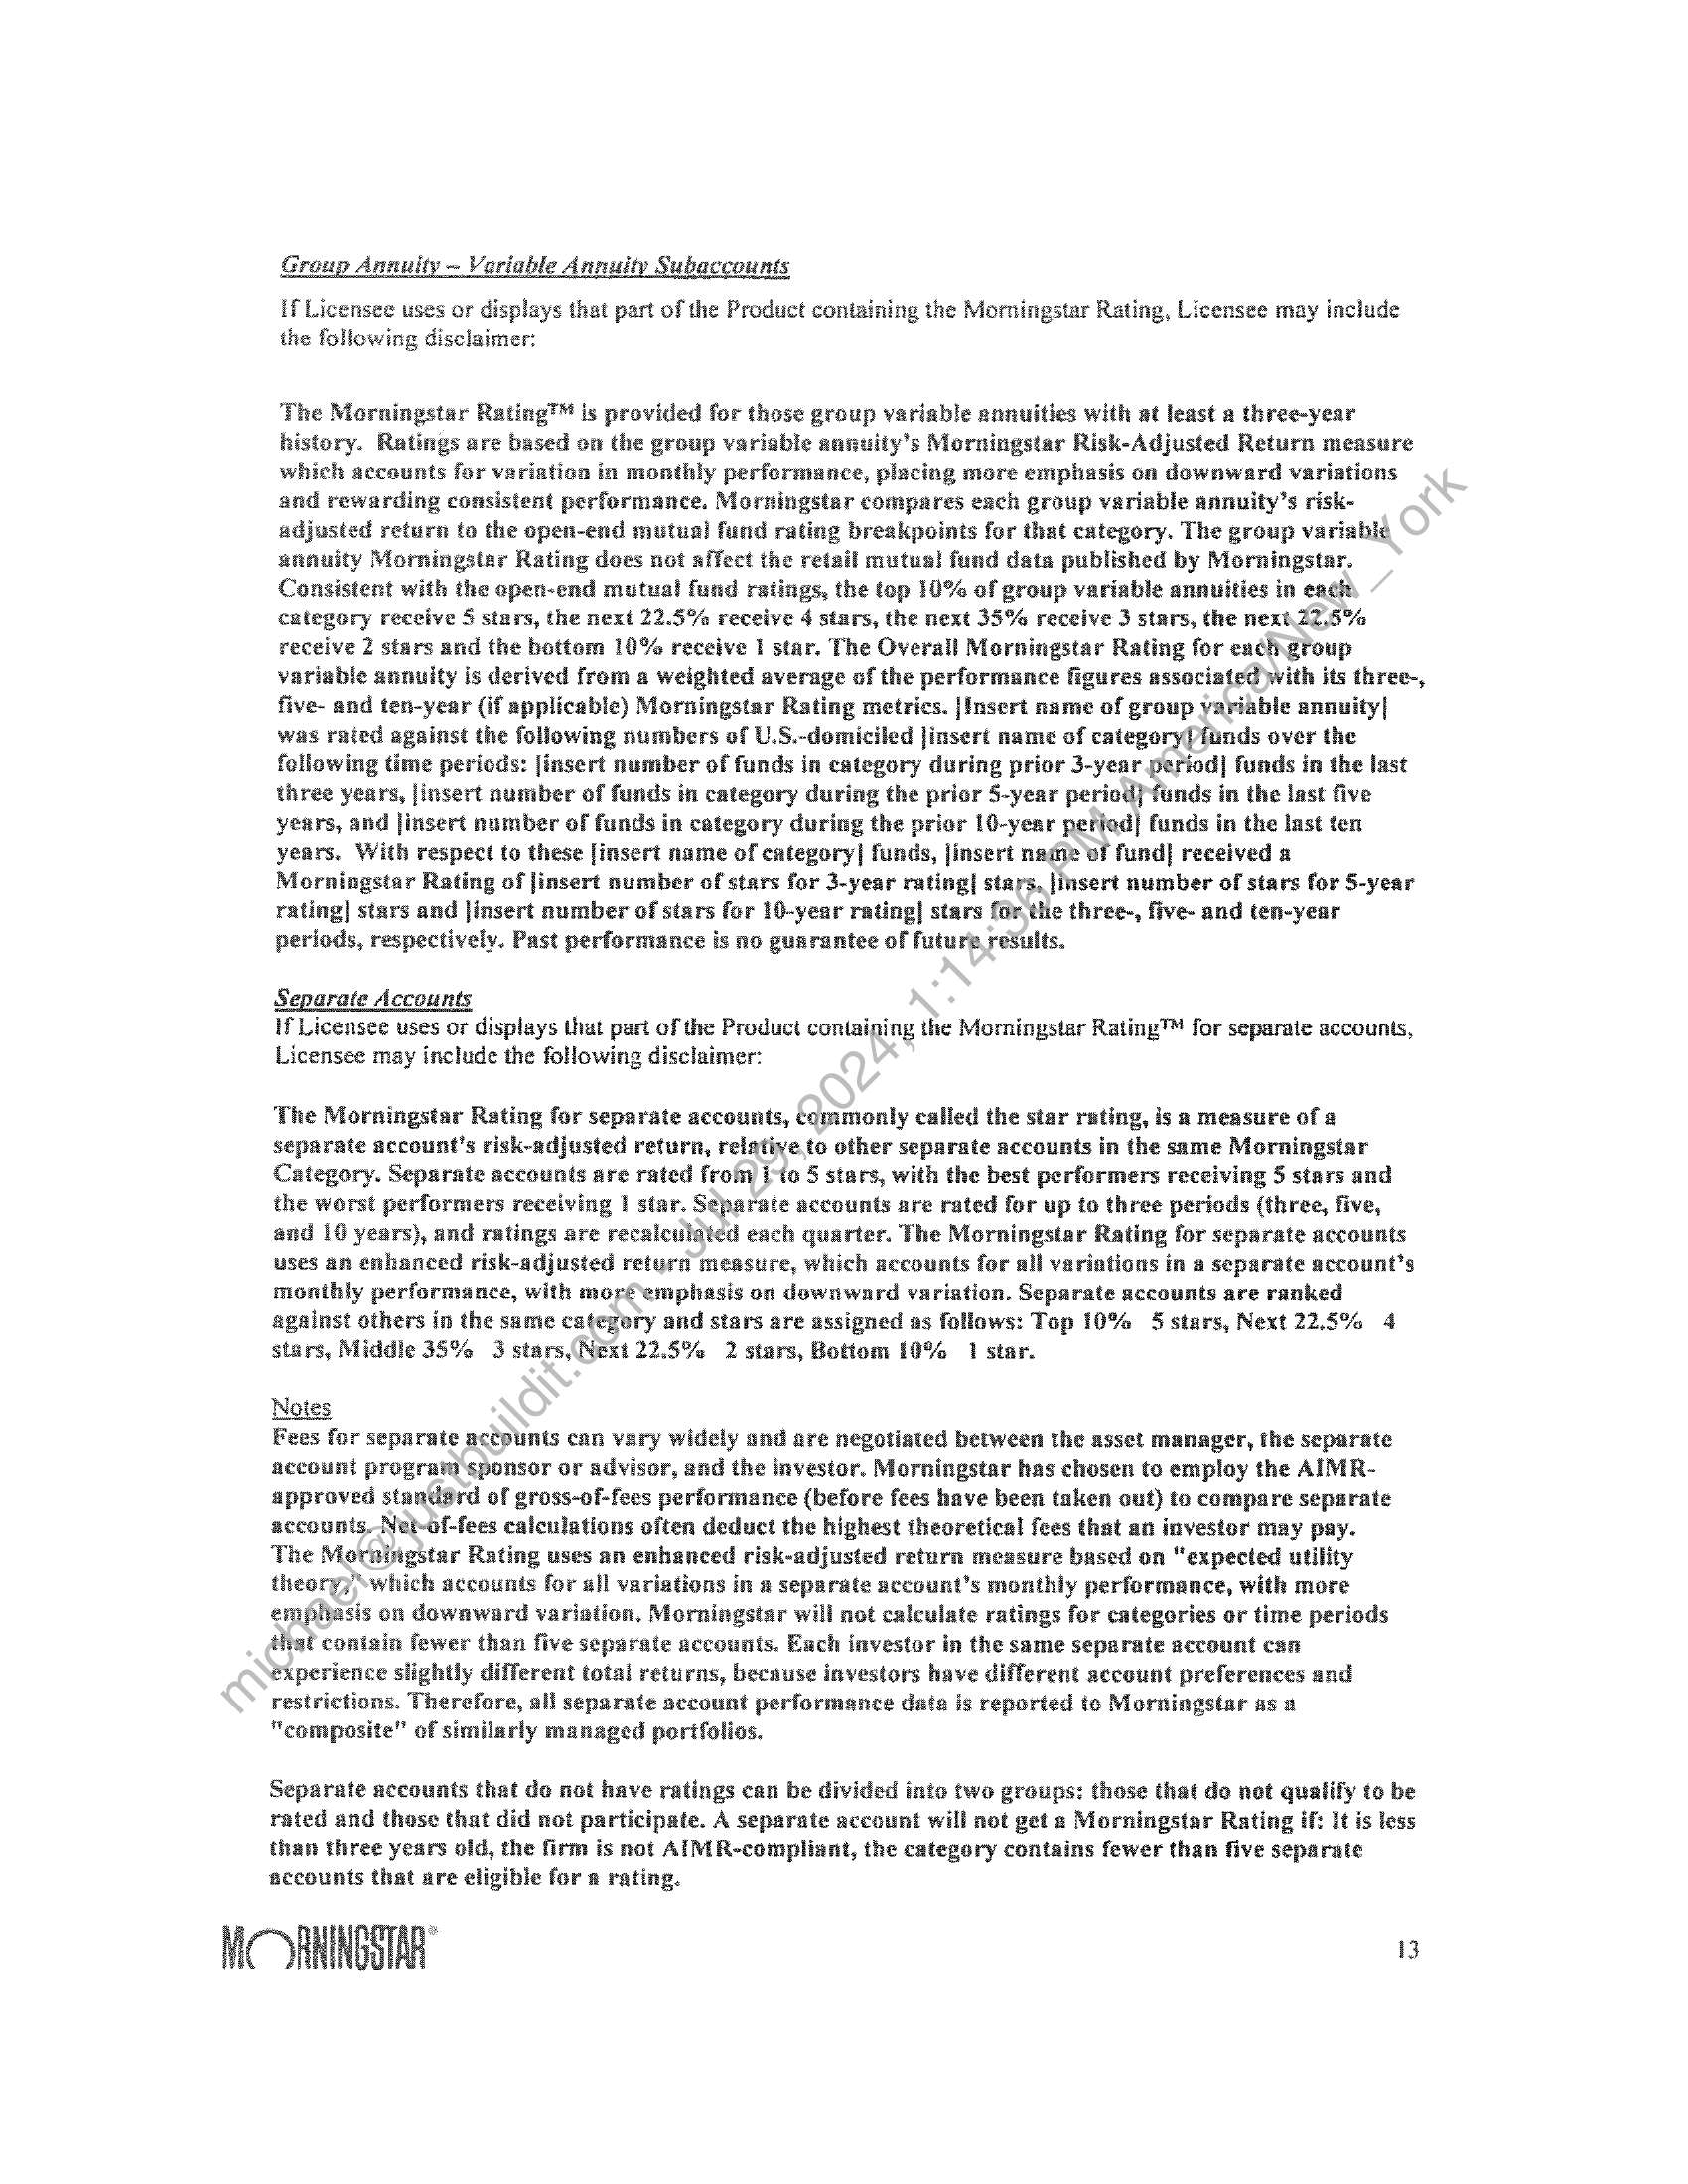 Group Annuity – Variable Annuity Subaccounts
If Licensee uses or displays that part of the Product containing the Morningstar Rating, Licensee may include
the following disclaimer:
The Morningstar Rating™ is provided for those group variable annuities with at least a three-year
history. Ratings are based on the group variable annuity's Morningstar Risk-Adjusted Return measure
which accounts for variation in monthly performance, placing more emphasis on downward variations
and rewarding consistent performance. Morningstar compares each group variable annuity's risk-
adjusted return to the open-end mutual fund rating breakpoints for that category. The group variable
annuity Morningstar Rating does not affect the retail mutual fund data published by Morningstar.
Consistent with the open-end mutual fund ratings, the top 10% of group variable annuities in each
category receive 5 stars, the next 22.5% receive 4 stars, the next 35% receive 3 stars, the next 22.5%
receive 2 stars and the bottom 10% receive 1 star. The Overall Morningstar Rating for each group
variable annuity is derived from a weighted average of the performance figures associated with its three-,
five- and ten-year (if applicable) Morningstar Rating metrics. [Insert name of group variable annuity]
was rated against the following numbers of U.S.-domiciled [insert name of category] funds over the
following time periods: [insert number of funds in category during prior 3-year period] funds in the last
three years, [insert number of funds in category during the prior 5-year period] funds in the last five
years, and [insert number of funds in category during the prior 10-year period] funds in the last ten
years. With respect to these [insert name of category] funds, [insert name of fund] received a
Morningstar Rating of [insert number of stars for 3-year rating] stars, [insert number of stars for 5-year
rating] stars and [insert number of stars for 10-year rating] stars for the three-, five- and ten-year
periods, respectively. Past performance is no guarantee of future results.
Separate Accounts
If Licensee uses or displays that part of the Product containing the Morningstar Rating™ for separate accounts,
Licensee may include the following disclaimer:
The Morningstar Rating for separate accounts, commonly called the star rating, is a measure of a
separate account's risk-adjusted return, relative to other separate accounts in the same Morningstar
Category. Separate accounts are rated from 1 to 5 stars, with the best performers receiving 5 stars and
the worst performers receiving 1 star. Separate accounts are rated for up to three periods (three, five,
and 10 years), and ratings are recalculated each quarter. The Morningstar Rating for separate accounts
uses an enhanced risk-adjusted return measure, which accounts for all variations in a separate account's
monthly performance, with more emphasis on downward variation. Separate accounts are ranked
against others in the same category and stars are assigned as follows: Top 10% 5 stars, Next 22.5% 4
stars, Middle 35% 3 stars, Next 22.5% 2 stars, Bottom 10% 1 star.
Notes
Fees for separate accounts can vary widely and are negotiated between the asset manager, the separate
account program sponsor or advisor, and the investor. Morningstar has chosen to employ the AIMR-
approved standard of gross-of-fees performance (before fees have been taken out) to compare separate
accounts. Net-of-fees calculations often deduct the highest theoretical fees that an investor may pay.
The Morningstar Rating uses an enhanced risk-adjusted return measure based on "expected utility
theory," which accounts for all variations in a separate account's monthly performance, with more
emphasis on downward variation. Morningstar will not calculate ratings for categories or time periods
that contain fewer than five separate accounts. Each investor in the same separate account can
experience slightly different total returns, because investors have different account preferences and
restrictions. Therefore, all separate account performance data is reported to Morningstar as a
"composite" of similarly managed portfolios.
Separate accounts that do not have ratings can be divided into two groups: those that do not qualify to be
rated and those that did not participate. A separate account will not get a Morningstar Rating if: It is less
than three years old, the firm is not AIMR-compliant, the category contains fewer than five separate
accounts that are eligible for a rating.
MORNINGSTAR®
13
michael@justbuildit.com - Jul 29, 2024, 1:14:36 PM America/New_York